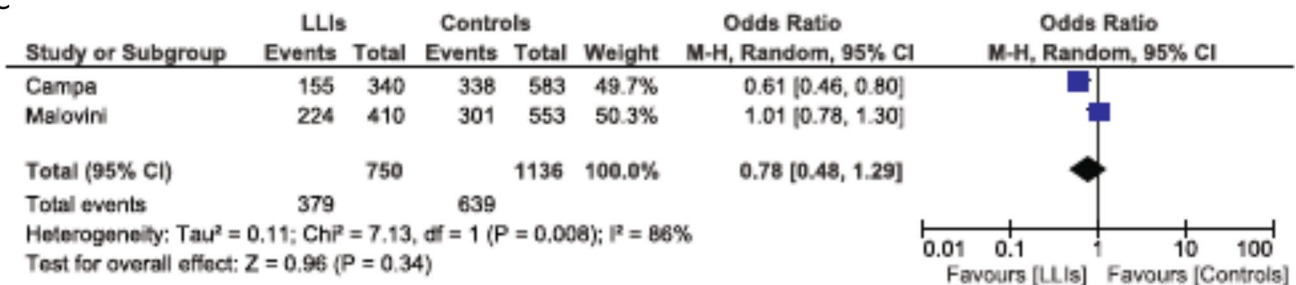 LLIs Controls Odds Ratio Odds Ratio
Study or Subgroup Events Total Events Total Weight M-H, Random, 95% CI M-H, Random, 95% CI
Campa 155 340 338 583 49.7% 0.61 [0.46, 0.80]
Malovini 224 410 301 553 50.3% 1.01 [0.78, 1.30]
Total (95% CI) 750 1136 100.0% 0.78 [0.48, 1.29]
Total events 379 639
Heterogeneity: Tau² = 0.11; Chi² = 7.13, df = 1 (P = 0.008); I² = 86%
Test for overall effect: Z = 0.96 (P = 0.34)
0.01 0.1 1 10 100
Favours [LLIs] Favours [Controls]